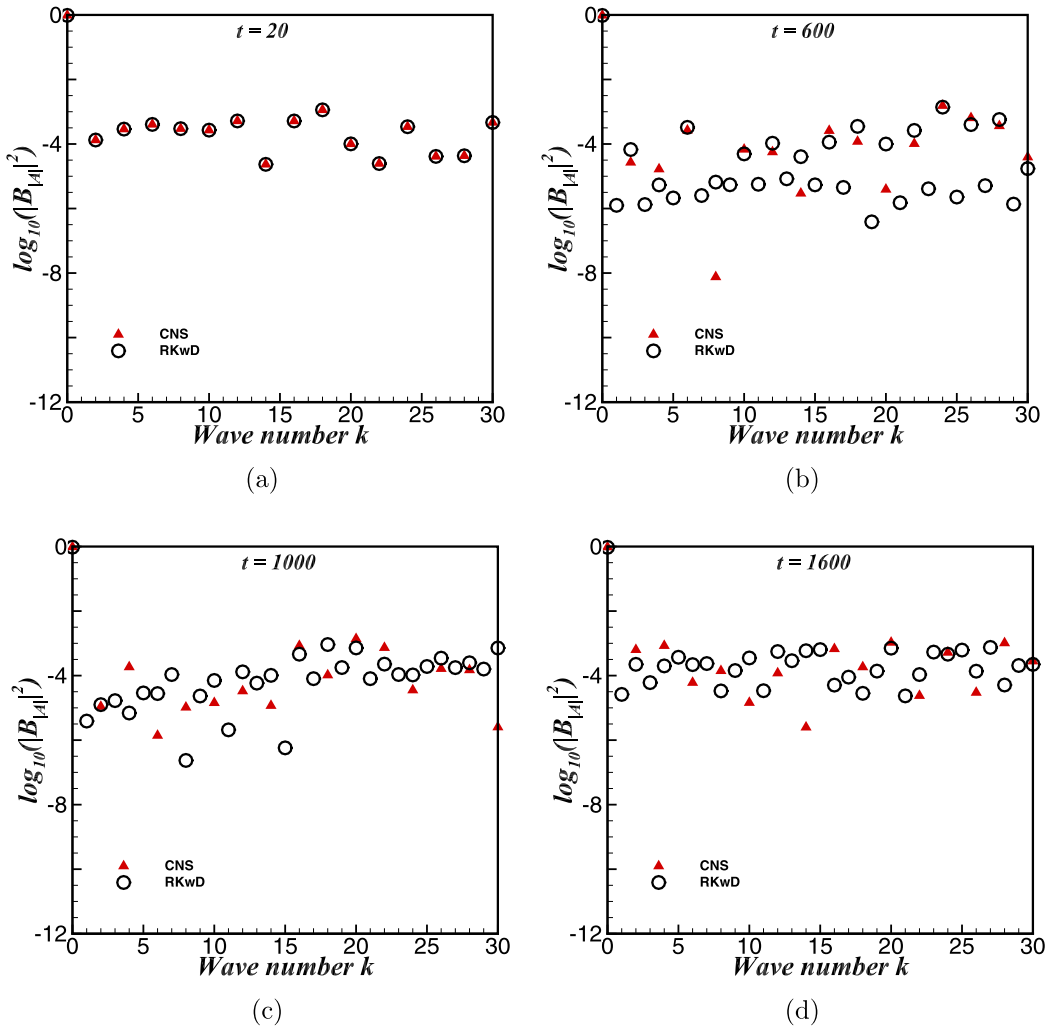 t = 20
0
-4
-8
-12
log10(|B|A||^2)
CNS
RKwD
0 5 10 15 20 25 30
Wave number k
(a)
t = 600
0
-4
-8
-12
log10(|B|A||^2)
CNS
RKwD
0 5 10 15 20 25 30
Wave number k
(b)
t = 1000
0
-4
-8
-12
log10(|B|A||^2)
CNS
RKwD
0 5 10 15 20 25 30
Wave number k
(c)
t = 1600
0
-4
-8
-12
log10(|B|A||^2)
CNS
RKwD
0 5 10 15 20 25 30
Wave number k
(d)